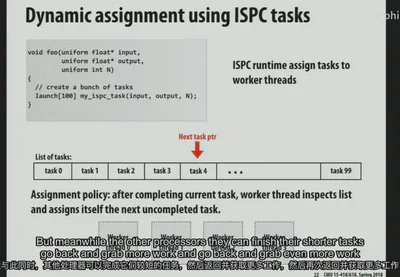 Dynamic assignment using ISPC tasks
void foo(uniform float* input,
uniform float* output,
uniform int N)
{
// create a bunch of tasks
launch[100] my_ispc_task(input, output, N);
}
ISPC runtime assign tasks to
worker threads
Next task ptr
List of tasks:
task 0 task 1 task 2 task 3 task 4 • • • task 99
Assignment policy: after completing current task, worker thread inspects list
and assigns itself the next uncompleted task.
Worker Worker Worker Worker
But meanwhile the other processors they can finish their shorter tasks
go back and grab more work and go back and grab even more work
与此同时，其他处理器可以完成它们较短的任务，然后返回并获取更多工作，然后再次返回并获取更多工作
22 CMU 15-418/618, Spring 2018